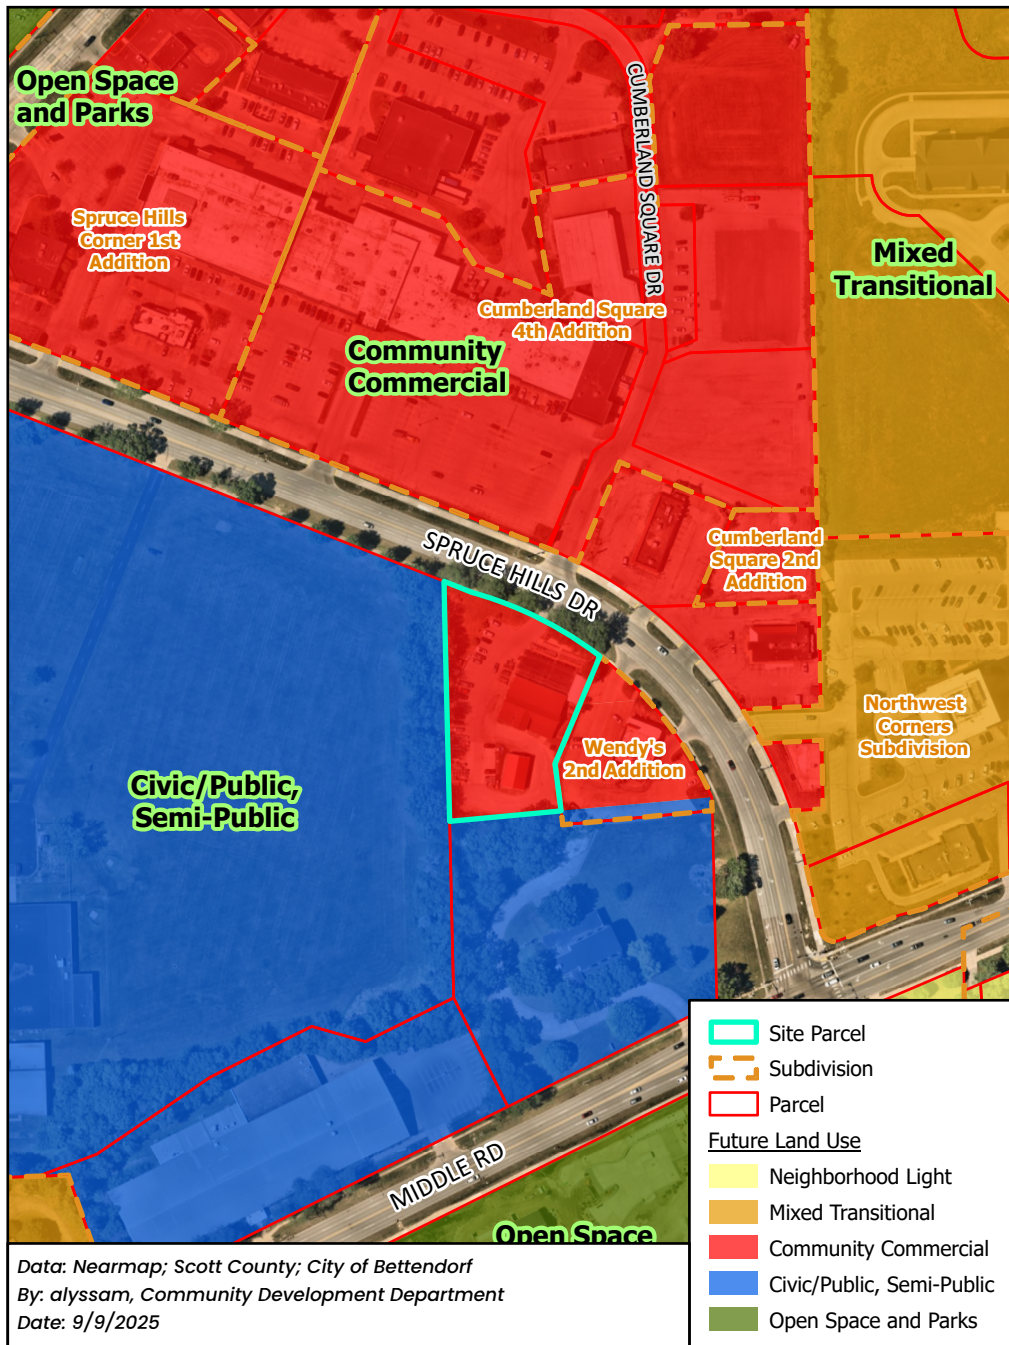 Open Space
and Parks
CUMBERLAND SQUARE DR
Spruce Hills
Corner 1st
Addition
Mixed
Transitional
Cumberland Square
4th Addition
Community
Commercial
SPRUCE HILLS DR
Cumberland
Square 2nd
Addition
Northwest
Corners
Subdivision
Wendy's
2nd Addition
Civic/Public,
Semi-Public
MIDDLE RD
Open Space
Site Parcel
Subdivision
Parcel
Future Land Use
Neighborhood Light
Mixed Transitional
Community Commercial
Civic/Public, Semi-Public
Open Space and Parks
Data: Nearmap; Scott County; City of Bettendorf
By: alyssam, Community Development Department
Date: 9/9/2025